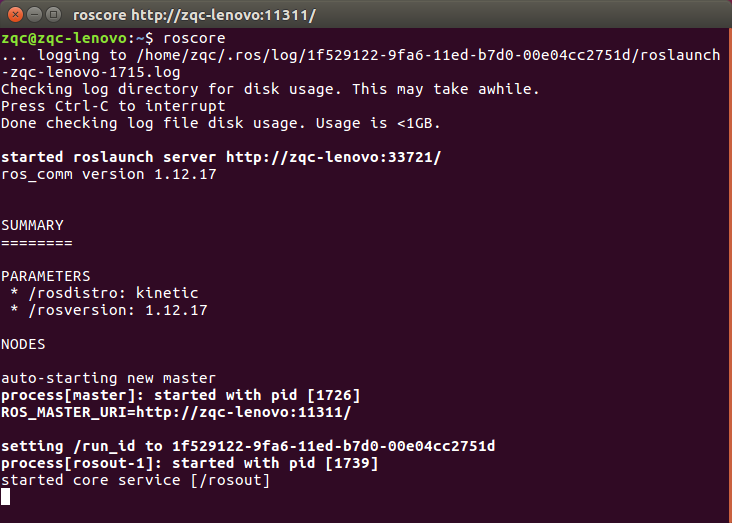 roscore http://zqc-lenovo:11311/
zqc@zqc-lenovo:~$ roscore
... logging to /home/zqc/.ros/log/1f529122-9fa6-11ed-b7d0-00e04cc2751d/roslaunch
-zqc-lenovo-1715.log
Checking log directory for disk usage. This may take awhile.
Press Ctrl-C to interrupt
Done checking log file disk usage. Usage is <1GB.
started roslaunch server http://zqc-lenovo:33721/
ros_comm version 1.12.17
SUMMARY
========
PARAMETERS
 * /rosdistro: kinetic
 * /rosversion: 1.12.17
NODES
auto-starting new master
process[master]: started with pid [1726]
ROS_MASTER_URI=http://zqc-lenovo:11311/
setting /run_id to 1f529122-9fa6-11ed-b7d0-00e04cc2751d
process[rosout-1]: started with pid [1739]
started core service [/rosout]